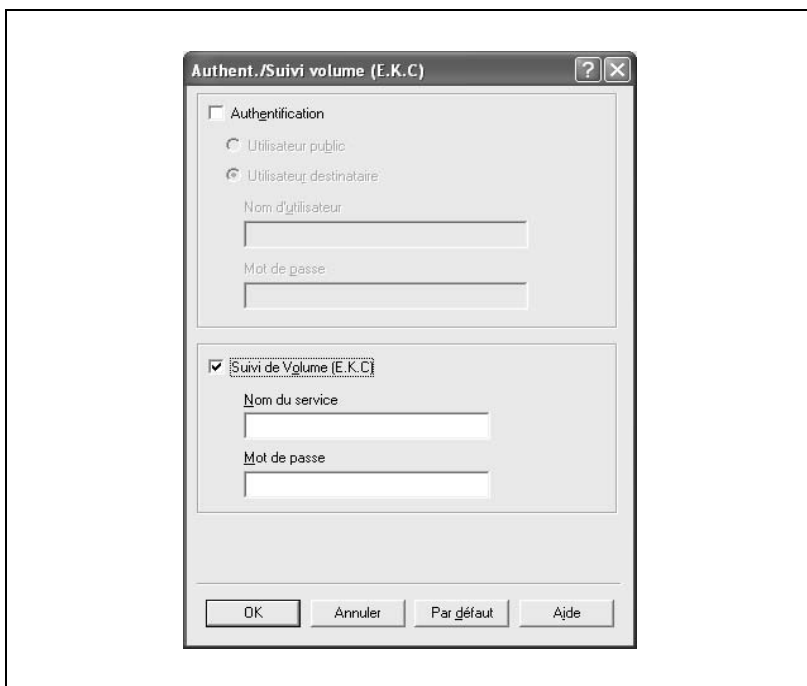 Authent./Suivi volume (E.K.C)
Authentification
Utilisateur public
Utilisateur destinataire
Nom d'utilisateur
Mot de passe
Suivi de Volume (E.K.C)
Nom du service
Mot de passe
OK
Annuler
Par défaut
Aide